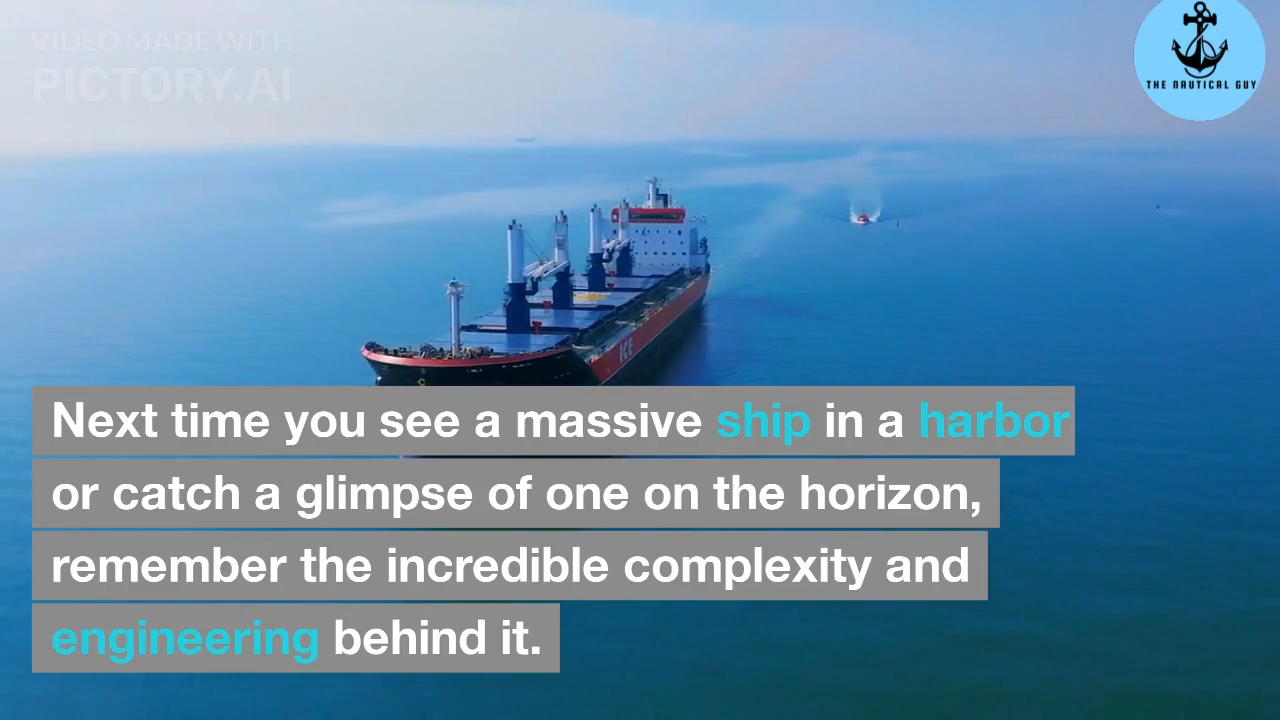 VIDEO MADE WITH
PICTORY.AI
THE NAUTICAL GUY
ICE
Next time you see a massive ship in a harbor
or catch a glimpse of one on the horizon,
remember the incredible complexity and
engineering behind it.